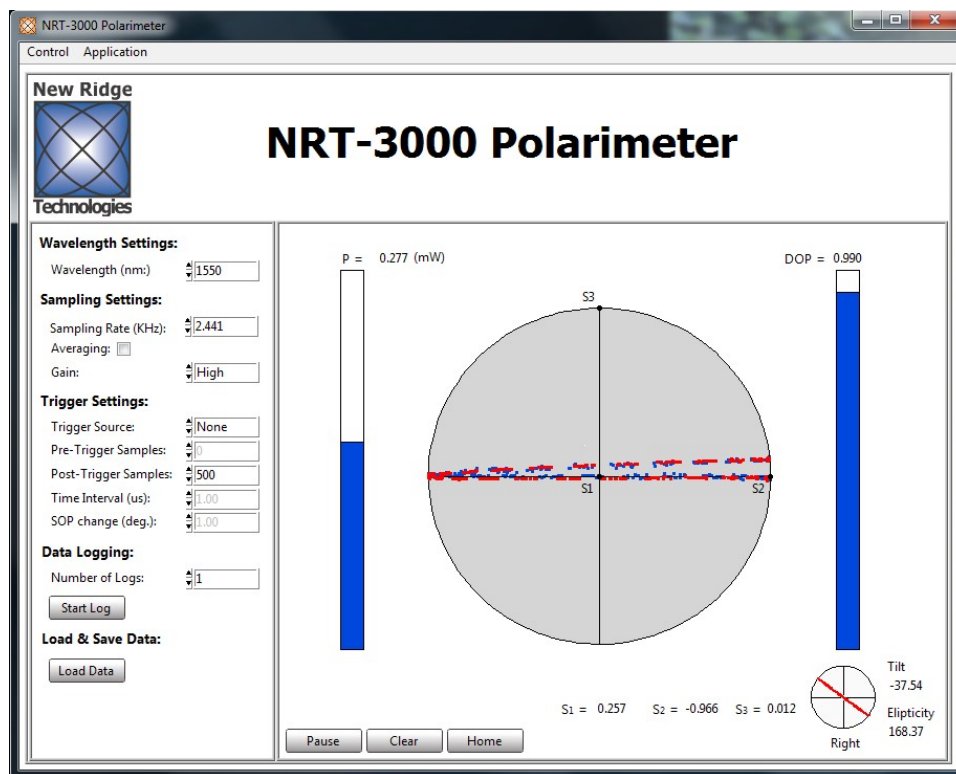 NRT-3000 Polarimeter
Control Application
New Ridge
Technologies
NRT-3000 Polarimeter
Wavelength Settings:
Wavelength (nm:) 1550
Sampling Settings:
Sampling Rate (KHz): 2.441
Averaging:
Gain: High
Trigger Settings:
Trigger Source: None
Pre-Trigger Samples: 0
Post-Trigger Samples: 500
Time Interval (us): 1.00
SOP change (deg.): 1.00
Data Logging:
Number of Logs: 1
Start Log
Load & Save Data:
Load Data
P = 0.277 (mW)
DOP = 0.990
S3
S1
S2
S1 = 0.257 S2 = -0.966 S3 = 0.012
Tilt
-37.54
Elipticity
168.37
Right
Pause Clear Home